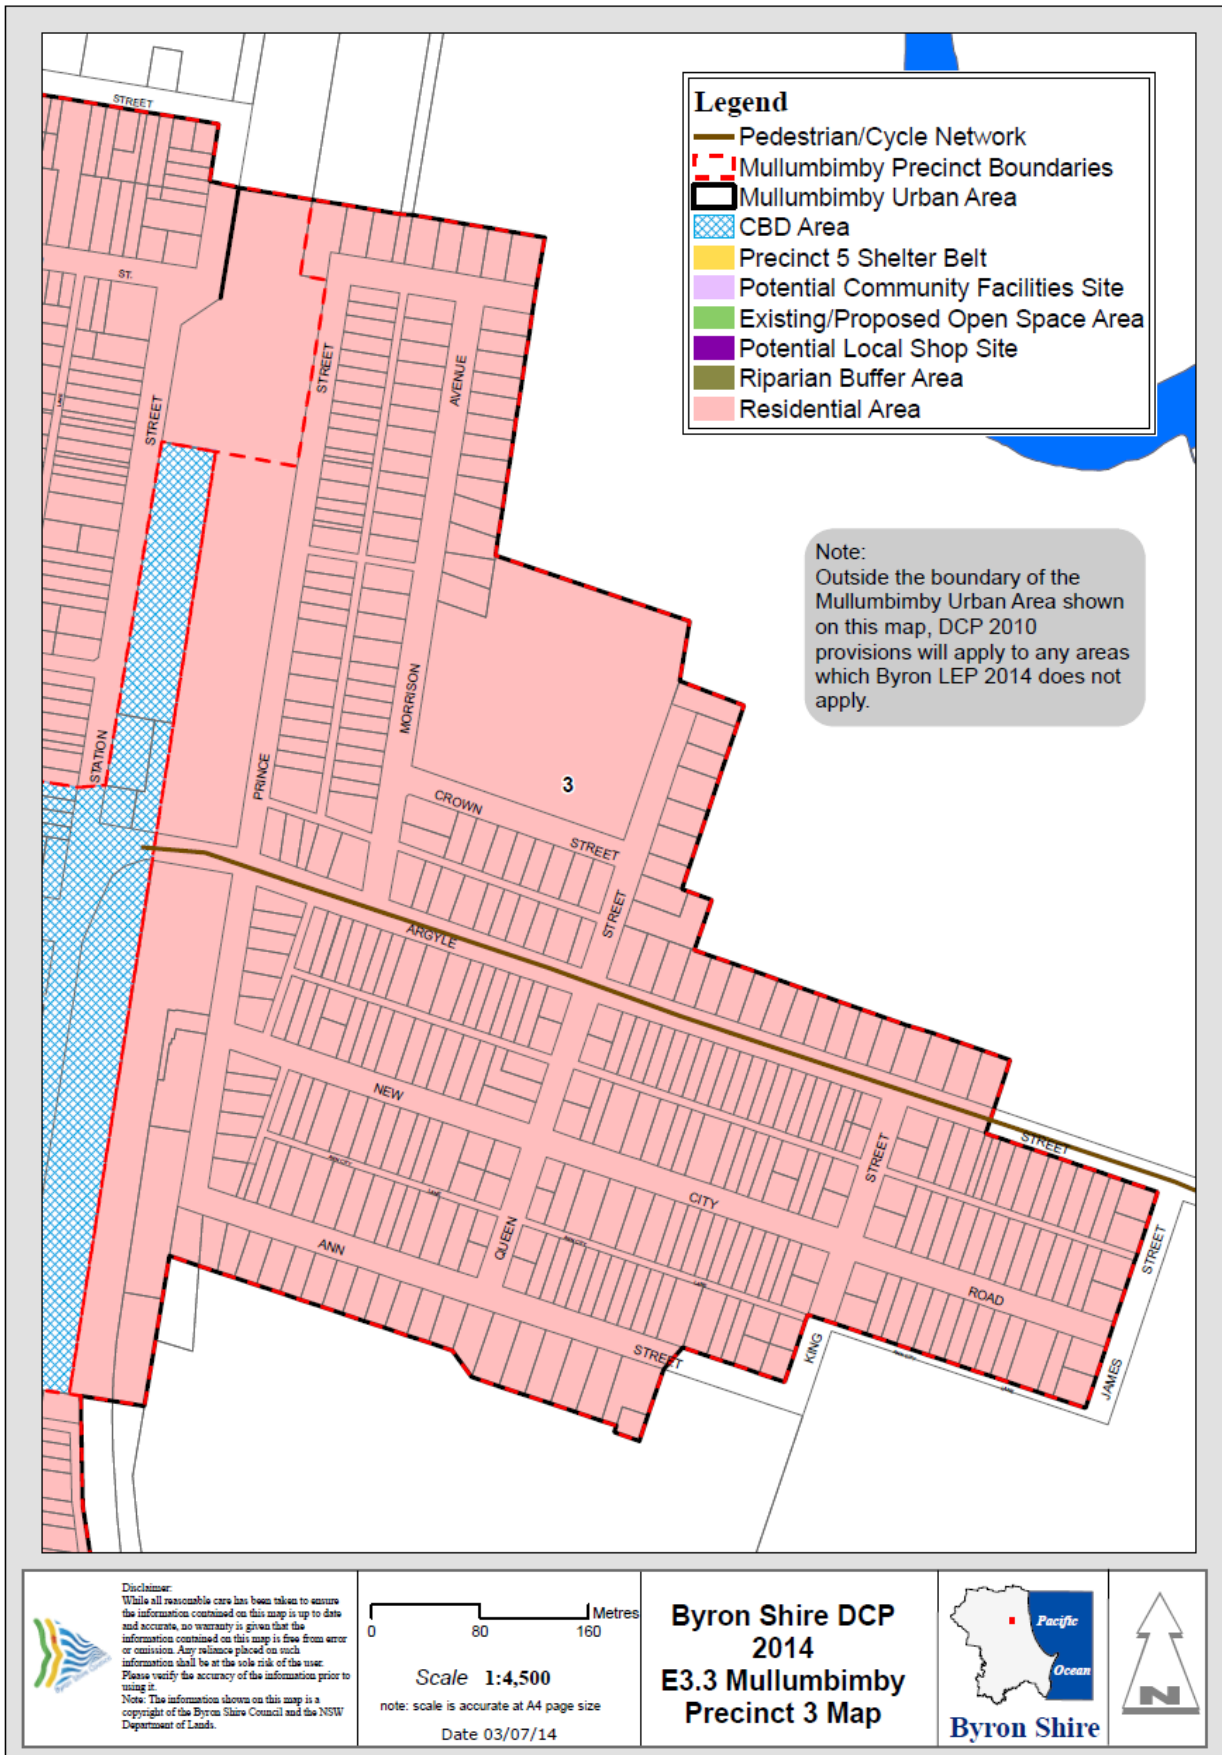 Legend
Pedestrian/Cycle Network
Mullumbimby Precinct Boundaries
Mullumbimby Urban Area
CBD Area
Precinct 5 Shelter Belt
Potential Community Facilities Site
Existing/Proposed Open Space Area
Potential Local Shop Site
Riparian Buffer Area
Residential Area
Note:
Outside the boundary of the
Mullumbimby Urban Area shown
on this map, DCP 2010
provisions will apply to any areas
which Byron LEP 2014 does not
apply.
STREET
ST.
STREET
STREET
AVENUE
MORRISON
STATION
PRINCE
3
CROWN
STREET
STREET
ARGYLE
STREET
NEW
CITY
ROAD
STREET
STREET
QUEEN
ANN
STREET
KING
JAMES
Disclaimer:
While all reasonable care has been taken to ensure
the information contained on this map is up to date
and accurate, no warranty is given that the
information contained on this map is free from error
or omission. Any reliance placed on such
information shall be at the sole risk of the user.
Please verify the accuracy of the information prior to
using it.
Note: The information shown on this map is a
copyright of the Byron Shire Council and the NSW
Department of Lands.
Byron Shire Council
Metres
0 80 160
Scale 1:4,500
note: scale is accurate at A4 page size
Date 03/07/14
Byron Shire DCP
2014
E3.3 Mullumbimby
Precinct 3 Map
Pacific
Ocean
Byron Shire
N